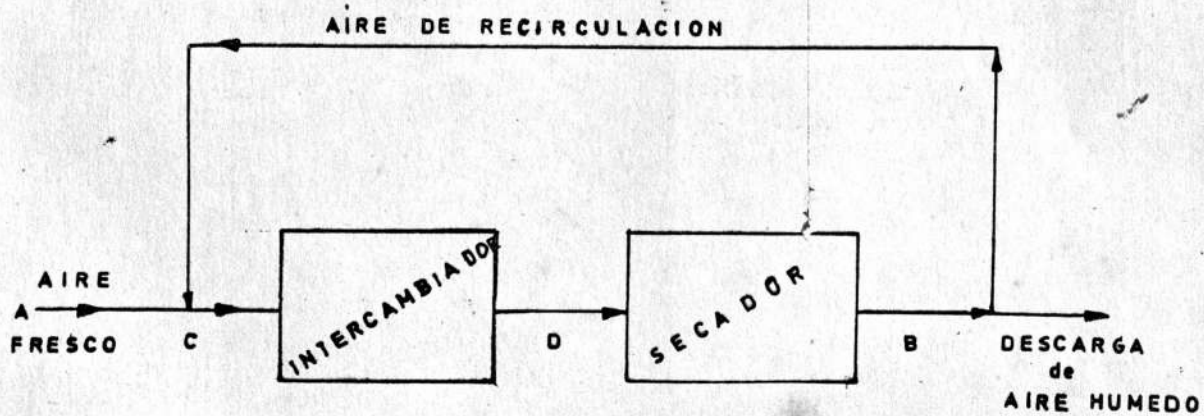 AIRE DE RECIRCULACION
AIRE
A
FRESCO
C
INTERCAMBIADOR
D
SECADOR
B
DESCARGA
de
AIRE HUMEDO